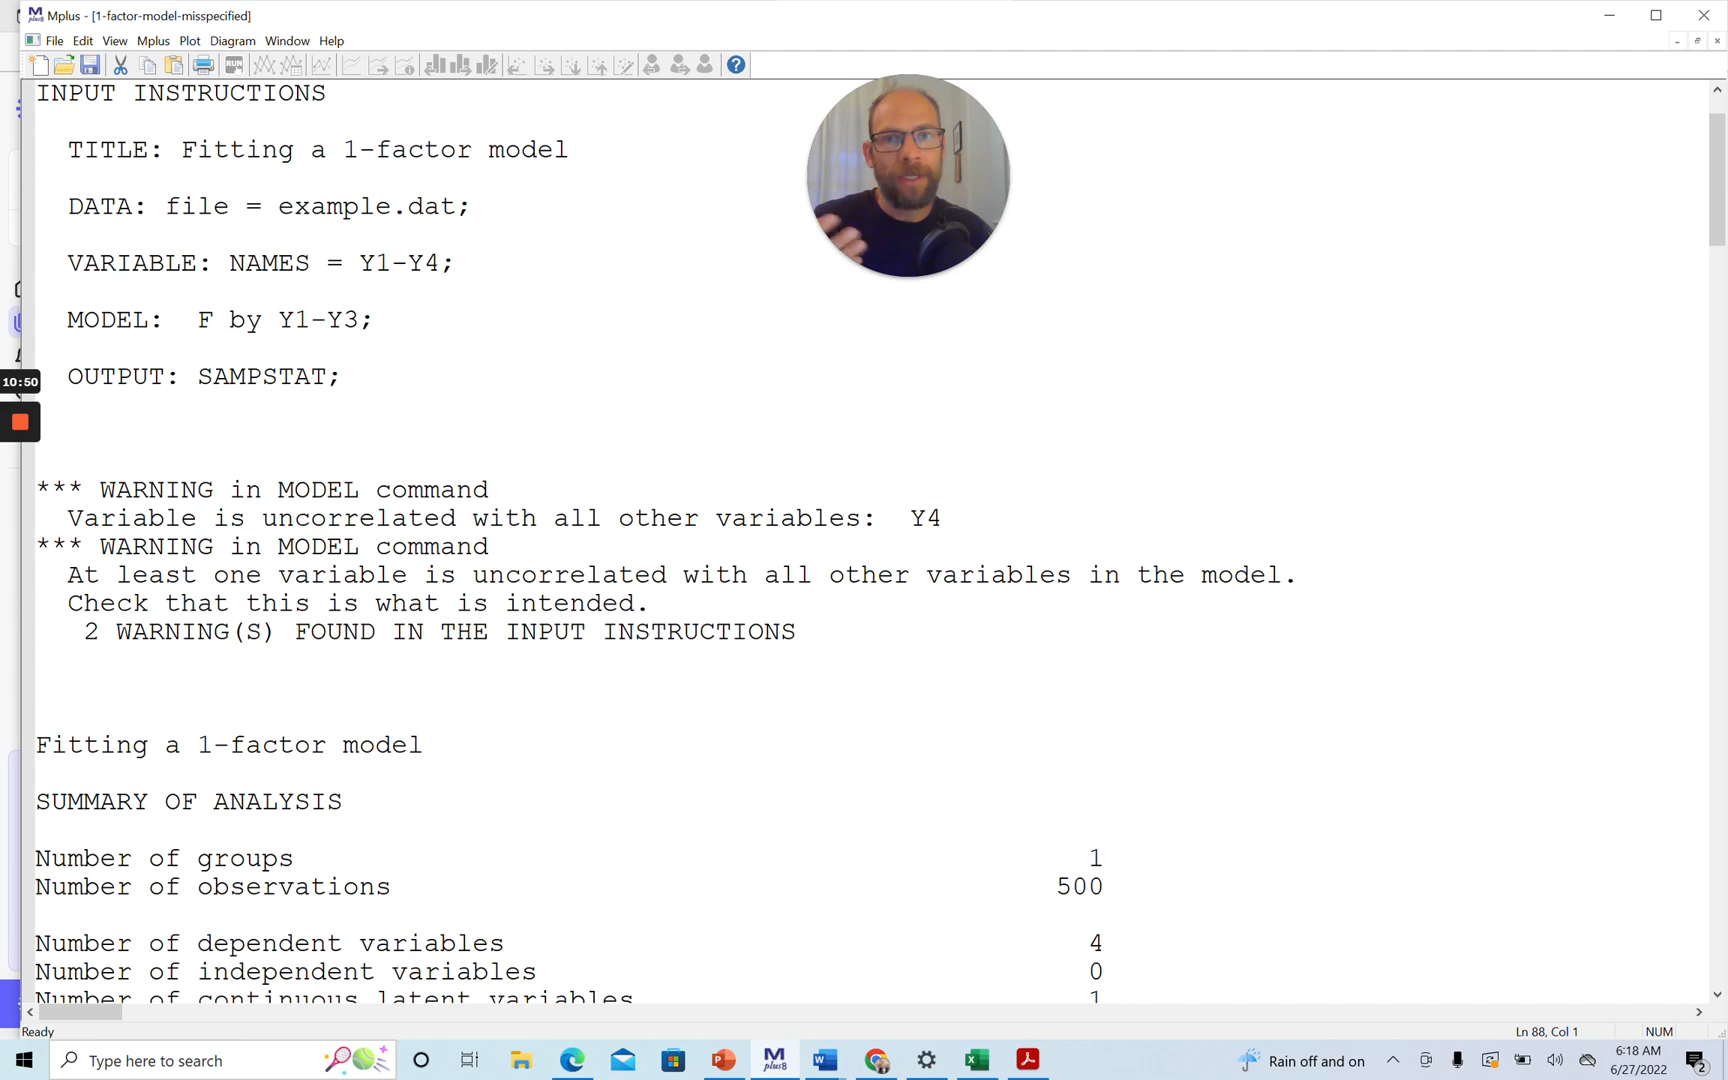 Mplus - [1-factor-model-misspecified]
File Edit View Mplus Plot Diagram Window Help
RUN
INPUT INSTRUCTIONS
TITLE: Fitting a 1-factor model
DATA: file = example.dat;
VARIABLE: NAMES = Y1-Y4;
MODEL: F by Y1-Y3;
OUTPUT: SAMPSTAT;
10:50
*** WARNING in MODEL command
Variable is uncorrelated with all other variables: Y4
*** WARNING in MODEL command
At least one variable is uncorrelated with all other variables in the model.
Check that this is what is intended.
2 WARNING(S) FOUND IN THE INPUT INSTRUCTIONS
Fitting a 1-factor model
SUMMARY OF ANALYSIS
Number of groups 1
Number of observations 500
Number of dependent variables 4
Number of independent variables 0
Number of continuous latent variables 1
Ready Ln 88, Col 1 NUM
Type here to search
Rain off and on
6:18 AM
6/27/2022
2